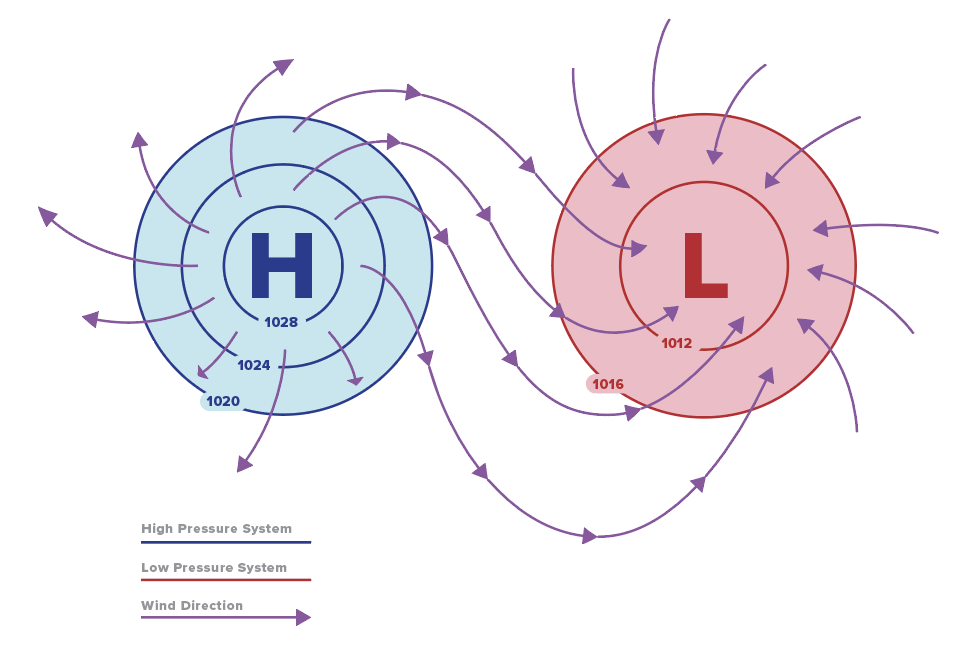 H
L
1028
1024
1020
1012
1016
High Pressure System
Low Pressure System
Wind Direction